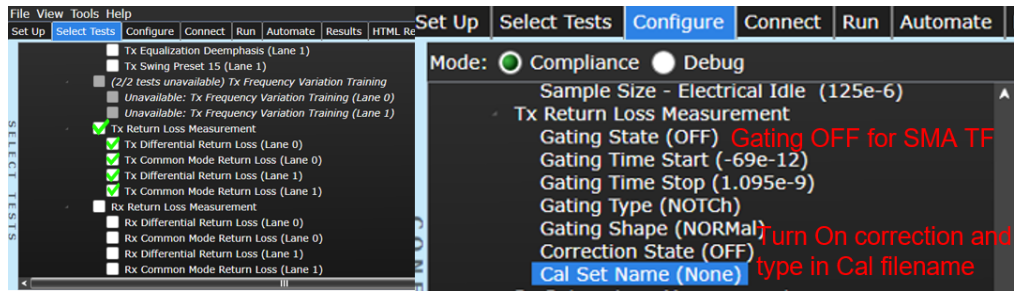 File View Tools Help
Set Up Select Tests Configure Connect Run Automate Results HTML Re
Tx Equalization Deemphasis (Lane 1)
Tx Swing Preset 15 (Lane 1)
(2/2 tests unavailable) Tx Frequency Variation Training
Unavailable: Tx Frequency Variation Training (Lane 0)
Unavailable: Tx Frequency Variation Training (Lane 1)
Tx Return Loss Measurement
Tx Differential Return Loss (Lane 0)
Tx Common Mode Return Loss (Lane 0)
Tx Differential Return Loss (Lane 1)
Tx Common Mode Return Loss (Lane 1)
Rx Return Loss Measurement
Rx Differential Return Loss (Lane 0)
Rx Common Mode Return Loss (Lane 0)
Rx Differential Return Loss (Lane 1)
Rx Common Mode Return Loss (Lane 1)
SELECT TESTS
Set Up Select Tests Configure Connect Run Automate
Mode: Compliance Debug
Sample Size - Electrical Idle (125e-6)
Tx Return Loss Measurement
Gating State (OFF) Gating OFF for SMA TF
Gating Time Start (-69e-12)
Gating Time Stop (1.095e-9)
Gating Type (NOTCh)
Gating Shape (NORMal)
Correction State (OFF)
Cal Set Name (None)
Turn On correction and
type in Cal filename